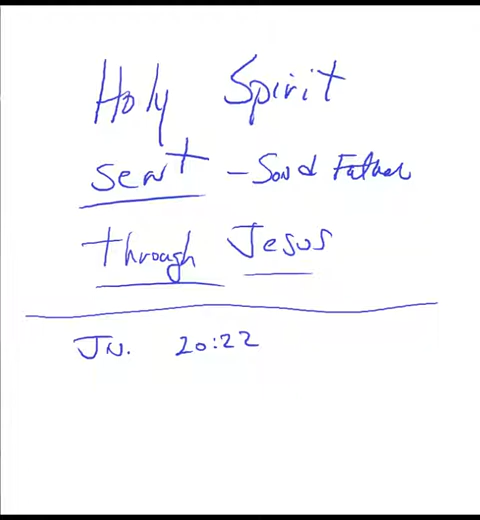 Holy Spirit
sent - Son d Father
through Jesus
JN. 20:22